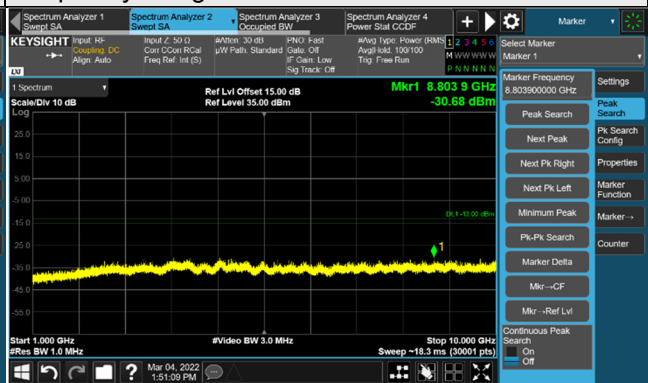 Spectrum Analyzer 1
Swept SA
Spectrum Analyzer 2
Swept SA
Spectrum Analyzer 3
Occupied BW
Spectrum Analyzer 4
Power Stat CCDF
+
Marker
KEYSIGHT
Input: RF
Coupling: DC
Align: Auto
Input Z: 50 Ω
Corr CCorr RCal
Freq Ref: Int (S)
#Atten: 30 dB
µW Path: Standard
PNO: Fast
Gate: Off
IF Gain: Low
Sig Track: Off
#Avg Type: Power (RMS)
Avg|Hold: 100/100
Trig: Free Run
1 2 3 4 5 6
M W W W W W
P N N N N N
LXI
Select Marker
Marker 1
1 Spectrum
Scale/Div 10 dB
Ref Lvl Offset 15.00 dB
Ref Level 35.00 dBm
Mkr1 8.803 9 GHz
-30.68 dBm
Log
25.0
15.0
5.00
-5.00
-15.0
-25.0
-35.0
-45.0
-55.0
DL1 -13.00 dBm
1
Start 1.000 GHz
#Res BW 1.0 MHz
#Video BW 3.0 MHz
Stop 10.000 GHz
Sweep ~18.3 ms (30001 pts)
Marker Frequency
8.803900000 GHz
Peak Search
Next Peak
Next Pk Right
Next Pk Left
Minimum Peak
Pk-Pk Search
Marker Delta
Mkr→CF
Mkr→Ref Lvl
Continuous Peak
Search
On
Off
Settings
Peak
Search
Pk Search
Config
Properties
Marker
Function
Marker→
Counter
?
Mar 04, 2022
1:51:09 PM